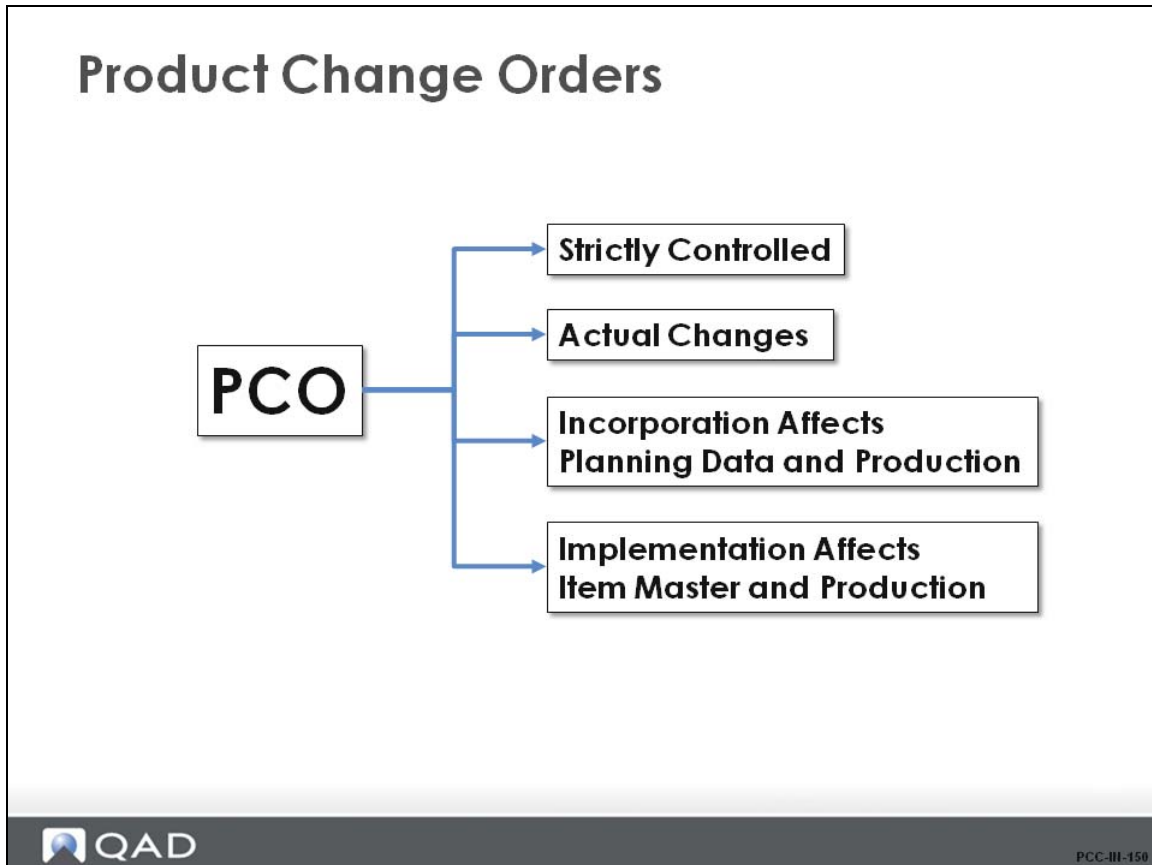 Product Change Orders
PCO
Strictly Controlled
Actual Changes
Incorporation Affects
Planning Data and Production
Implementation Affects
Item Master and Production
QAD
PCC-IN-150